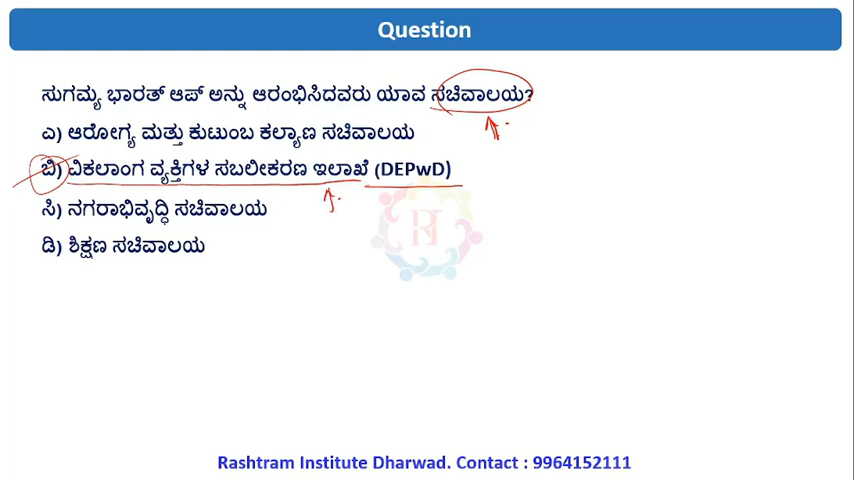 Question
ಸುಗಮ್ಯ ಭಾರತ್ ಆಪ್ ಅನ್ನು ಆರಂಭಿಸಿದವರು ಯಾವ ಸಚಿವಾಲಯ?
ಎ) ಆರೋಗ್ಯ ಮತ್ತು ಕುಟುಂಬ ಕಲ್ಯಾಣ ಸಚಿವಾಲಯ
ಬಿ) ವಿಕಲಾಂಗ ವ್ಯಕ್ತಿಗಳ ಸಬಲೀಕರಣ ಇಲಾಖೆ (DEPwD)
ಸಿ) ನಗರಾಭಿವೃದ್ಧಿ ಸಚಿವಾಲಯ
ಡಿ) ಶಿಕ್ಷಣ ಸಚಿವಾಲಯ
Rashtram Institute Dharwad. Contact : 9964152111